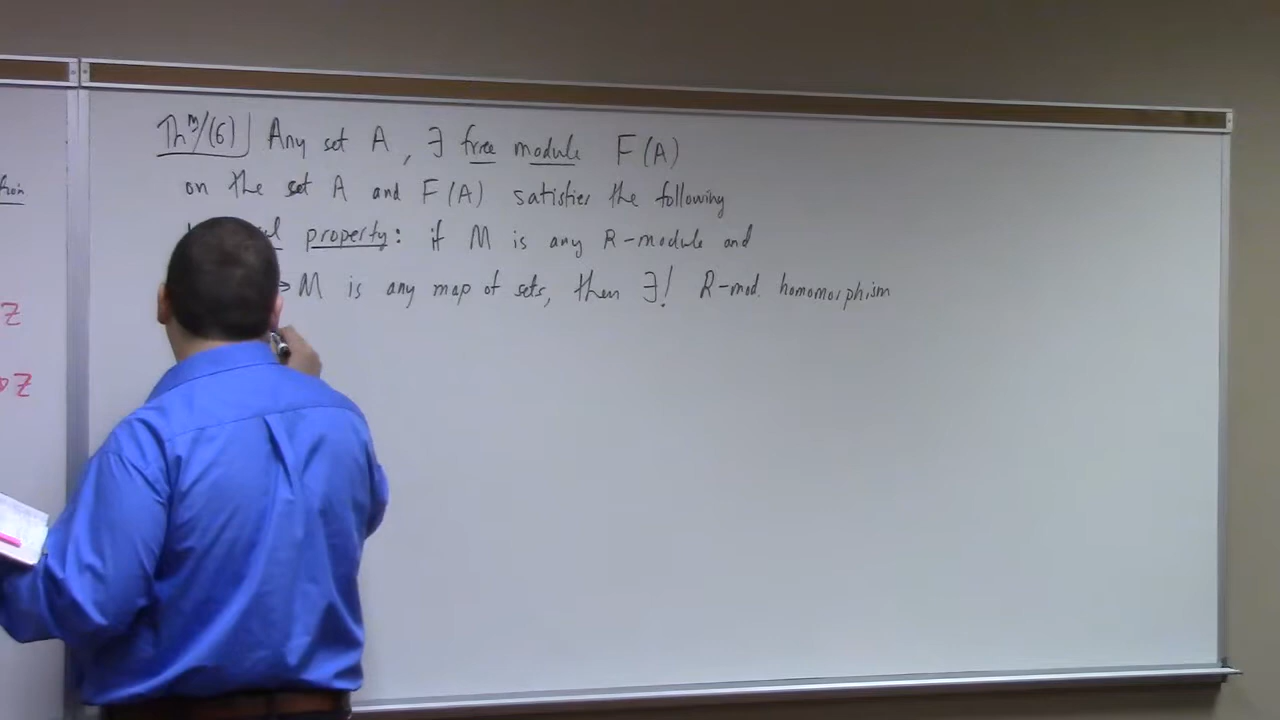 Thᵐ/(6) Any set A, ∃ free module F(A)
on the set A and F(A) satisfies the following
property: if M is any R-module and
→ M is any map of sets, then ∃! R-mod. homomorphism
Z
Z